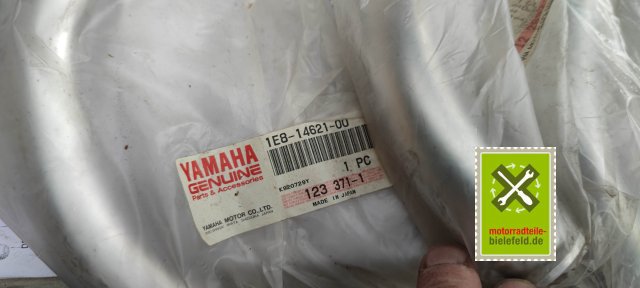 1E8-14621-00
YAMAHA
GENUINE
Parts & Accessories
1 PC
K920729Y
123 371-1
MADE IN JAPAN
YAMAHA MOTOR CO.,LTD.
motorradteile-
bielefeld.de